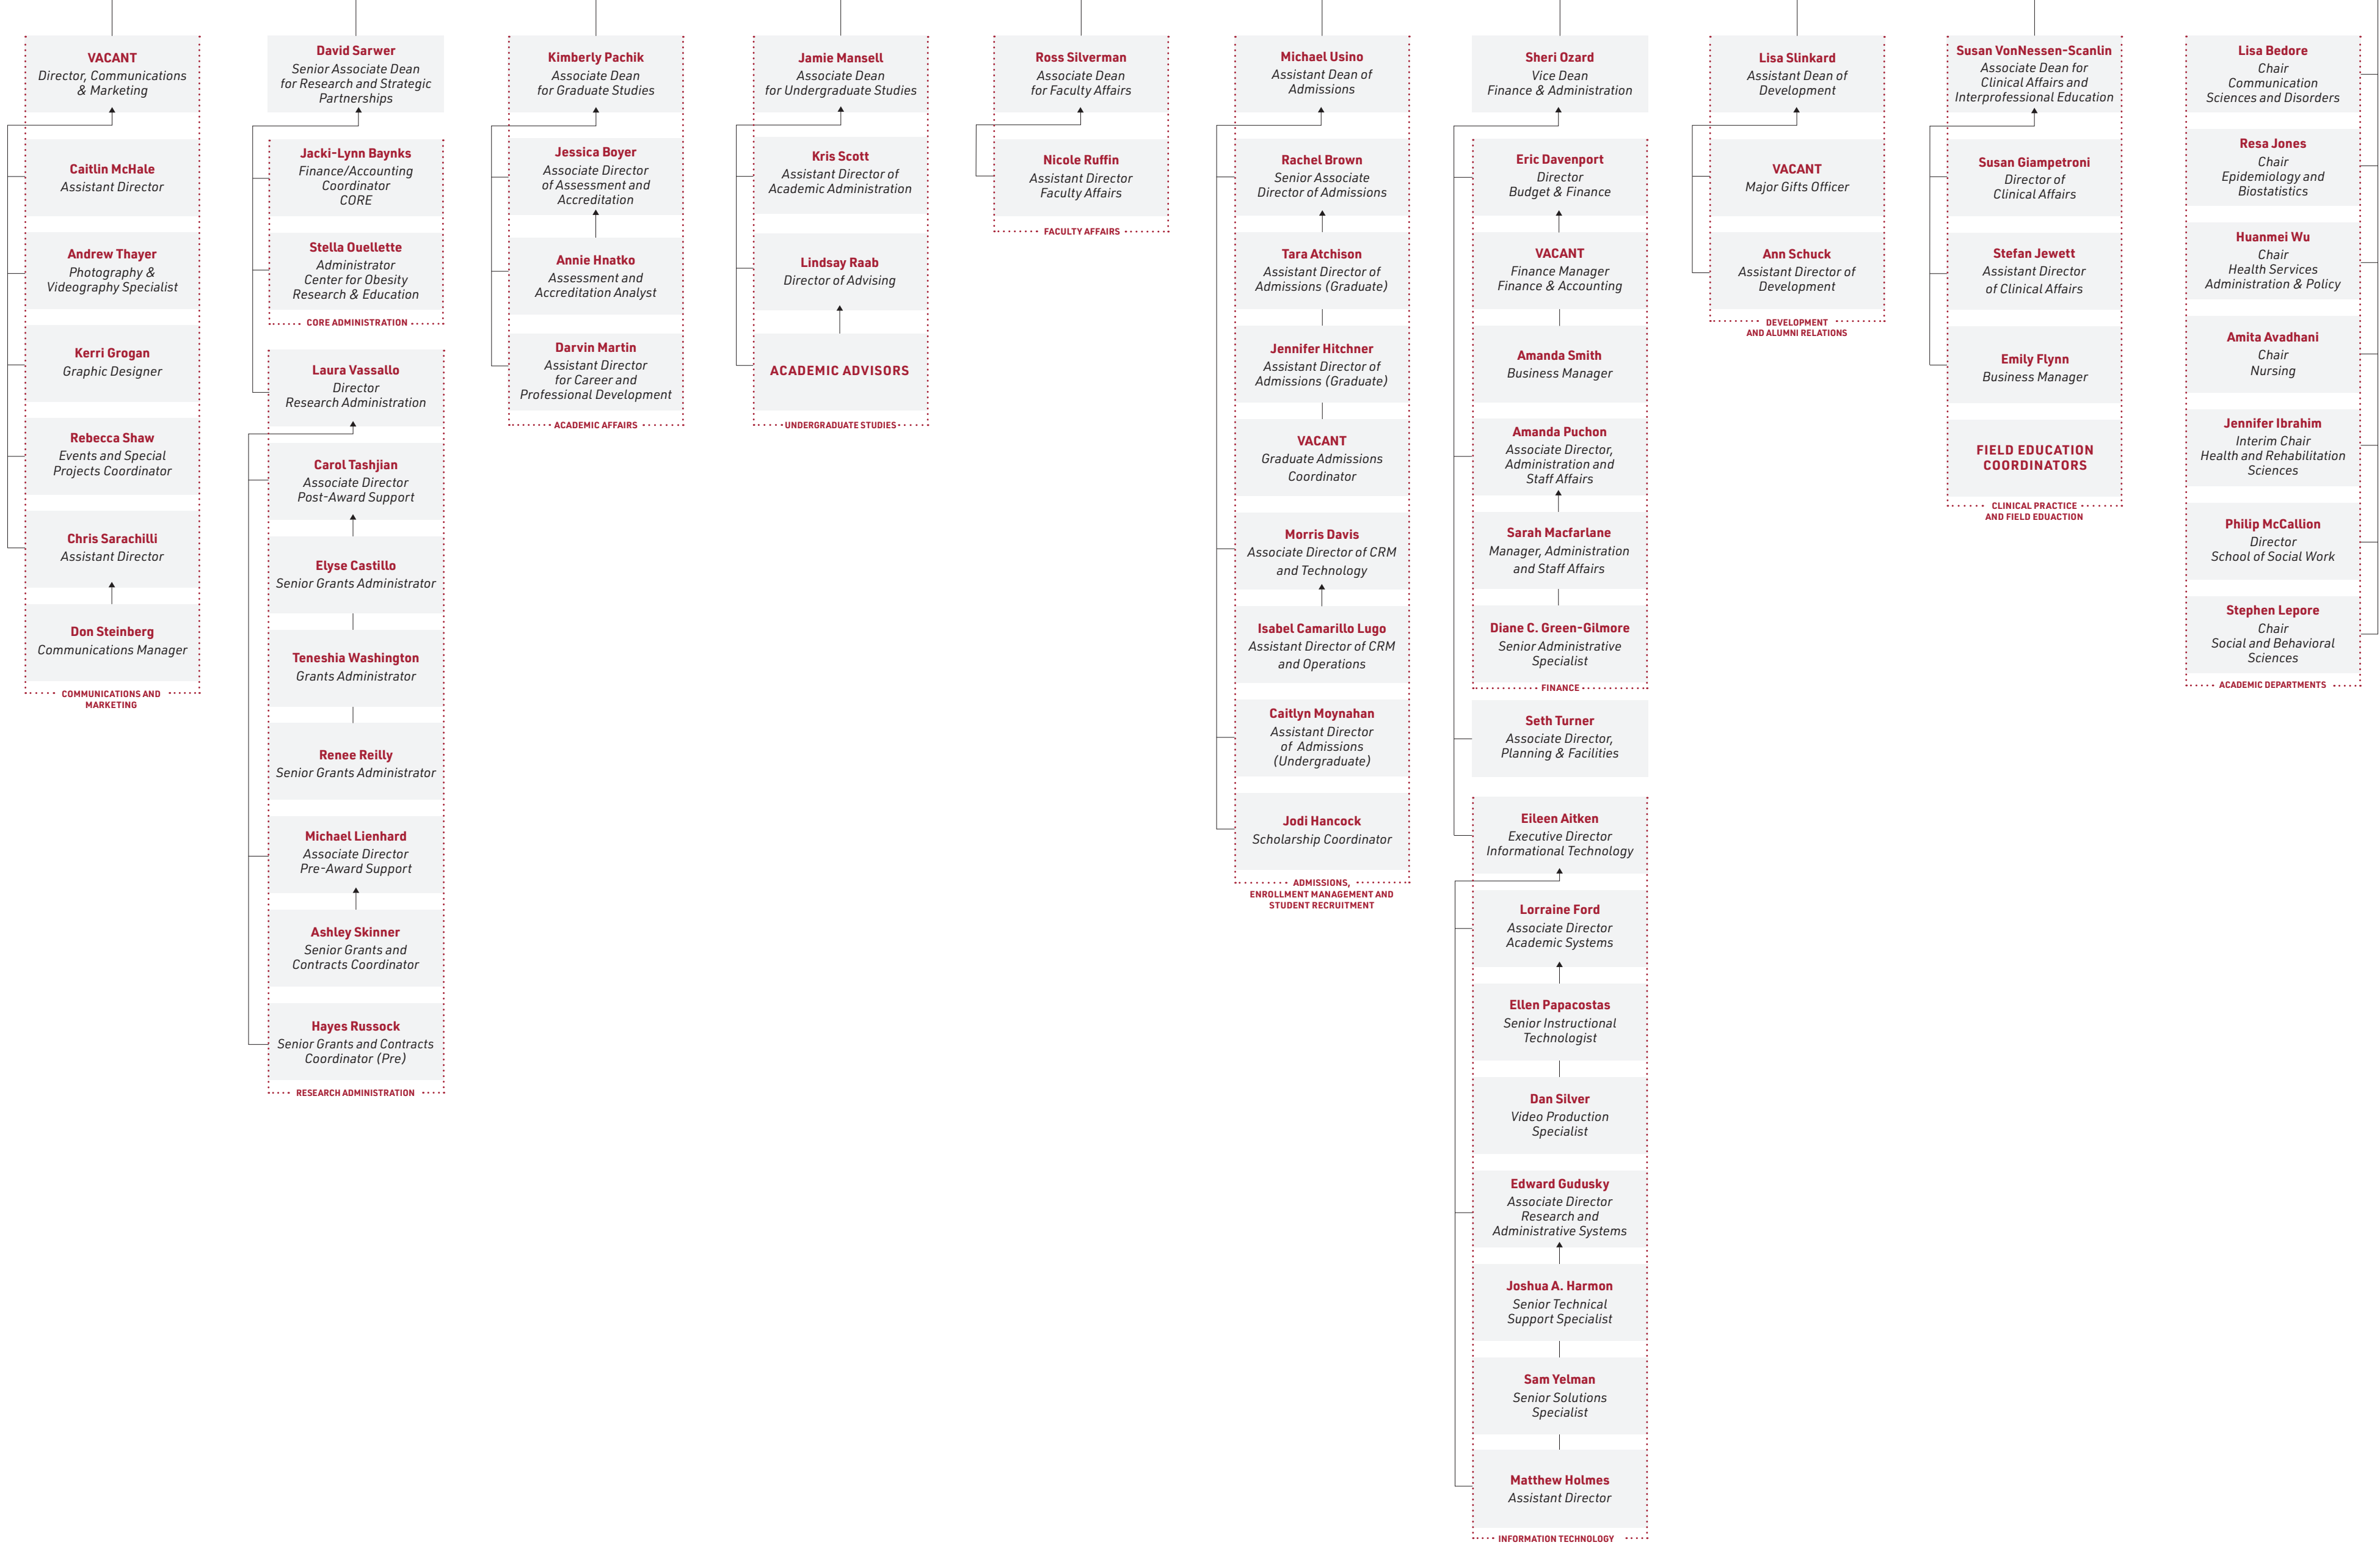 VACANT
Director, Communications
& Marketing
Caitlin McHale
Assistant Director
Andrew Thayer
Photography &
Videography Specialist
Kerri Grogan
Graphic Designer
Rebecca Shaw
Events and Special
Projects Coordinator
Chris Sarachilli
Assistant Director
Don Steinberg
Communications Manager
COMMUNICATIONS AND
MARKETING
David Sarwer
Senior Associate Dean
for Research and Strategic
Partnerships
Jacki-Lynn Baynks
Finance/Accounting
Coordinator
CORE
Stella Ouellette
Administrator
Center for Obesity
Research & Education
CORE ADMINISTRATION
Laura Vassallo
Director
Research Administration
Carol Tashjian
Associate Director
Post-Award Support
Elyse Castillo
Senior Grants Administrator
Teneshia Washington
Grants Administrator
Renee Reilly
Senior Grants Administrator
Michael Lienhard
Associate Director
Pre-Award Support
Ashley Skinner
Senior Grants and
Contracts Coordinator
Hayes Russock
Senior Grants and Contracts
Coordinator (Pre)
RESEARCH ADMINISTRATION
Kimberly Pachik
Associate Dean
for Graduate Studies
Jessica Boyer
Associate Director
of Assessment and
Accreditation
Annie Hnatko
Assessment and
Accreditation Analyst
Darvin Martin
Assistant Director
for Career and
Professional Development
ACADEMIC AFFAIRS
Jamie Mansell
Associate Dean
for Undergraduate Studies
Kris Scott
Assistant Director of
Academic Administration
Lindsay Raab
Director of Advising
ACADEMIC ADVISORS
UNDERGRADUATE STUDIES
Ross Silverman
Associate Dean
for Faculty Affairs
Nicole Ruffin
Assistant Director
Faculty Affairs
FACULTY AFFAIRS
Michael Usino
Assistant Dean of
Admissions
Rachel Brown
Senior Associate
Director of Admissions
Tara Atchison
Assistant Director of
Admissions (Graduate)
Jennifer Hitchner
Assistant Director of
Admissions (Graduate)
VACANT
Graduate Admissions
Coordinator
Morris Davis
Associate Director of CRM
and Technology
Isabel Camarillo Lugo
Assistant Director of CRM
and Operations
Caitlyn Moynahan
Assistant Director
of Admissions
(Undergraduate)
Jodi Hancock
Scholarship Coordinator
ADMISSIONS,
ENROLLMENT MANAGEMENT AND
STUDENT RECRUITMENT
Sheri Ozard
Vice Dean
Finance & Administration
Eric Davenport
Director
Budget & Finance
VACANT
Finance Manager
Finance & Accounting
Amanda Smith
Business Manager
Amanda Puchon
Associate Director,
Administration and
Staff Affairs
Sarah Macfarlane
Manager, Administration
and Staff Affairs
Diane C. Green-Gilmore
Senior Administrative
Specialist
FINANCE
Seth Turner
Associate Director,
Planning & Facilities
Eileen Aitken
Executive Director
Informational Technology
Lorraine Ford
Associate Director
Academic Systems
Ellen Papacostas
Senior Instructional
Technologist
Dan Silver
Video Production
Specialist
Edward Gudusky
Associate Director
Research and
Administrative Systems
Joshua A. Harmon
Senior Technical
Support Specialist
Sam Yelman
Senior Solutions
Specialist
Matthew Holmes
Assistant Director
INFORMATION TECHNOLOGY
Lisa Slinkard
Assistant Dean of
Development
VACANT
Major Gifts Officer
Ann Schuck
Assistant Director of
Development
DEVELOPMENT
AND ALUMNI RELATIONS
Susan VonNessen-Scanlin
Associate Dean for
Clinical Affairs and
Interprofessional Education
Susan Giampetroni
Director of
Clinical Affairs
Stefan Jewett
Assistant Director
of Clinical Affairs
Emily Flynn
Business Manager
FIELD EDUCATION
COORDINATORS
CLINICAL PRACTICE
AND FIELD EDUACTION
Lisa Bedore
Chair
Communication
Sciences and Disorders
Resa Jones
Chair
Epidemiology and
Biostatistics
Huanmei Wu
Chair
Health Services
Administration & Policy
Amita Avadhani
Chair
Nursing
Jennifer Ibrahim
Interim Chair
Health and Rehabilitation
Sciences
Philip McCallion
Director
School of Social Work
Stephen Lepore
Chair
Social and Behavioral
Sciences
ACADEMIC DEPARTMENTS